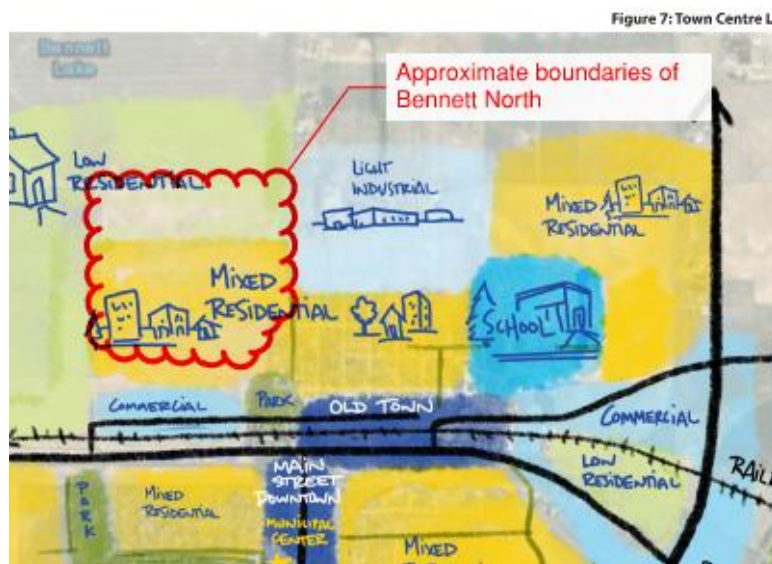 Figure 7: Town Centre L
Bennett
Lake
Approximate boundaries of
Bennett North
LOW
RESIDENTIAL
LIGHT
INDUSTRIAL
MIXED
RESIDENTIAL
MIXED
RESIDENTIAL
SCHOOL
COMMERCIAL
PARK
OLD TOWN
COMMERCIAL
LOW
RESIDENTIAL
RAIL
MAIN
STREET
DOWNTOWN
PARK
MIXED
RESIDENTIAL
MUNICIPAL
CENTER
MIXED